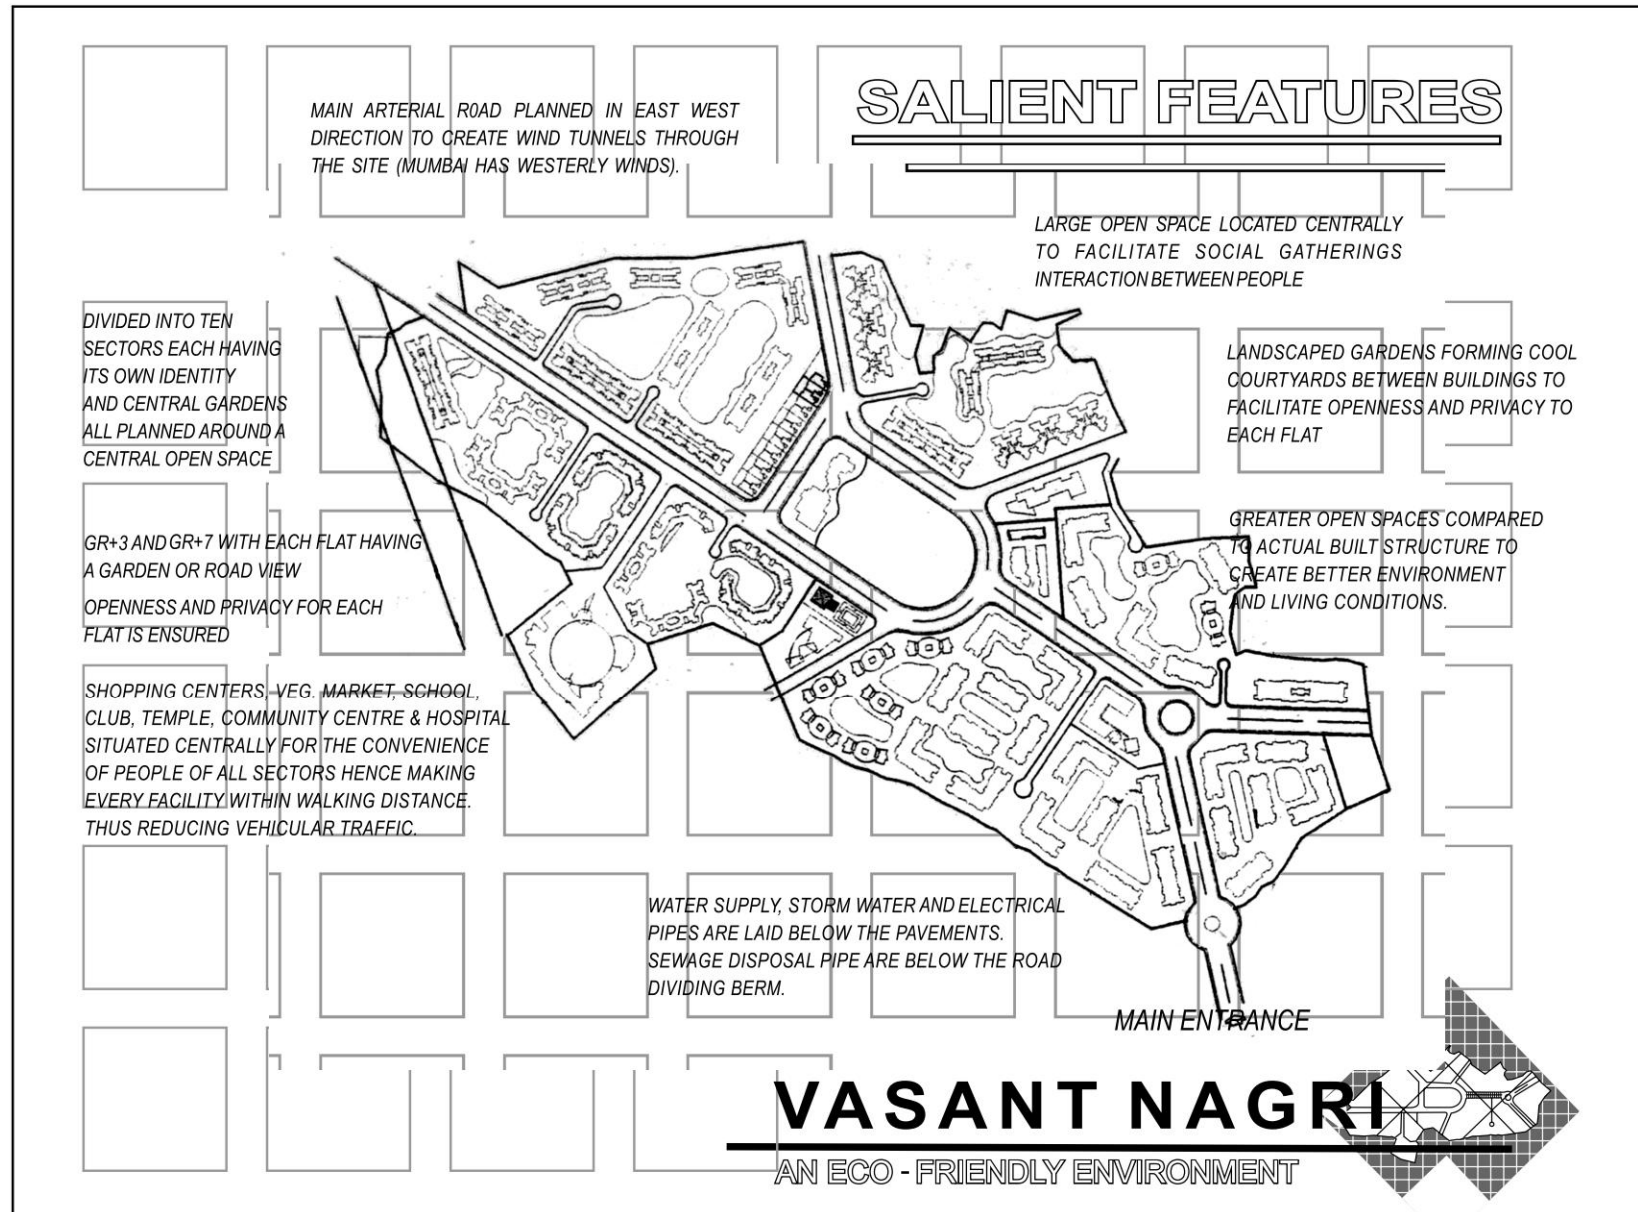 SALIENT FEATURES
MAIN ARTERIAL R0AD PLANNED IN EAST WEST
DIRECTION TO CREATE WIND TUNNELS THROUGH
THE SITE (MUMBAI HAS WESTERLY WINDS).
LARGE OPEN SPACE LOCATED CENTRALLY
TO FACILITATE SOCIAL GATHERINGS
INTERACTION BETWEEN PEOPLE
DIVIDED INTO TEN
SECTORS EACH HAVING
ITS OWN IDENTITY
AND CENTRAL GARDENS
ALL PLANNED AROUND A
CENTRAL OPEN SPACE
LANDSCAPED GARDENS FORMING COOL
COURTYARDS BETWEEN BUILDINGS TO
FACILITATE OPENNESS AND PRIVACY TO
EACH FLAT
GREATER OPEN SPACES COMPARED
TO ACTUAL BUILT STRUCTURE TO
CREATE BETTER ENVIRONMENT
AND LIVING CONDITIONS.
GR+3 AND GR+7 WITH EACH FLAT HAVING
A GARDEN OR ROAD VIEW
OPENNESS AND PRIVACY FOR EACH
FLAT IS ENSURED
SHOPPING CENTERS, VEG. MARKET, SCHOOL,
CLUB, TEMPLE, COMMUNITY CENTRE & HOSPITAL
SITUATED CENTRALLY FOR THE CONVENIENCE
OF PEOPLE OF ALL SECTORS HENCE MAKING
EVERY FACILITY WITHIN WALKING DISTANCE.
THUS REDUCING VEHICULAR TRAFFIC.
WATER SUPPLY, STORM WATER AND ELECTRICAL
PIPES ARE LAID BELOW THE PAVEMENTS.
SEWAGE DISPOSAL PIPE ARE BELOW THE ROAD
DIVIDING BERM.
MAIN ENTRANCE
VASANT NAGRI
AN ECO - FRIENDLY ENVIRONMENT